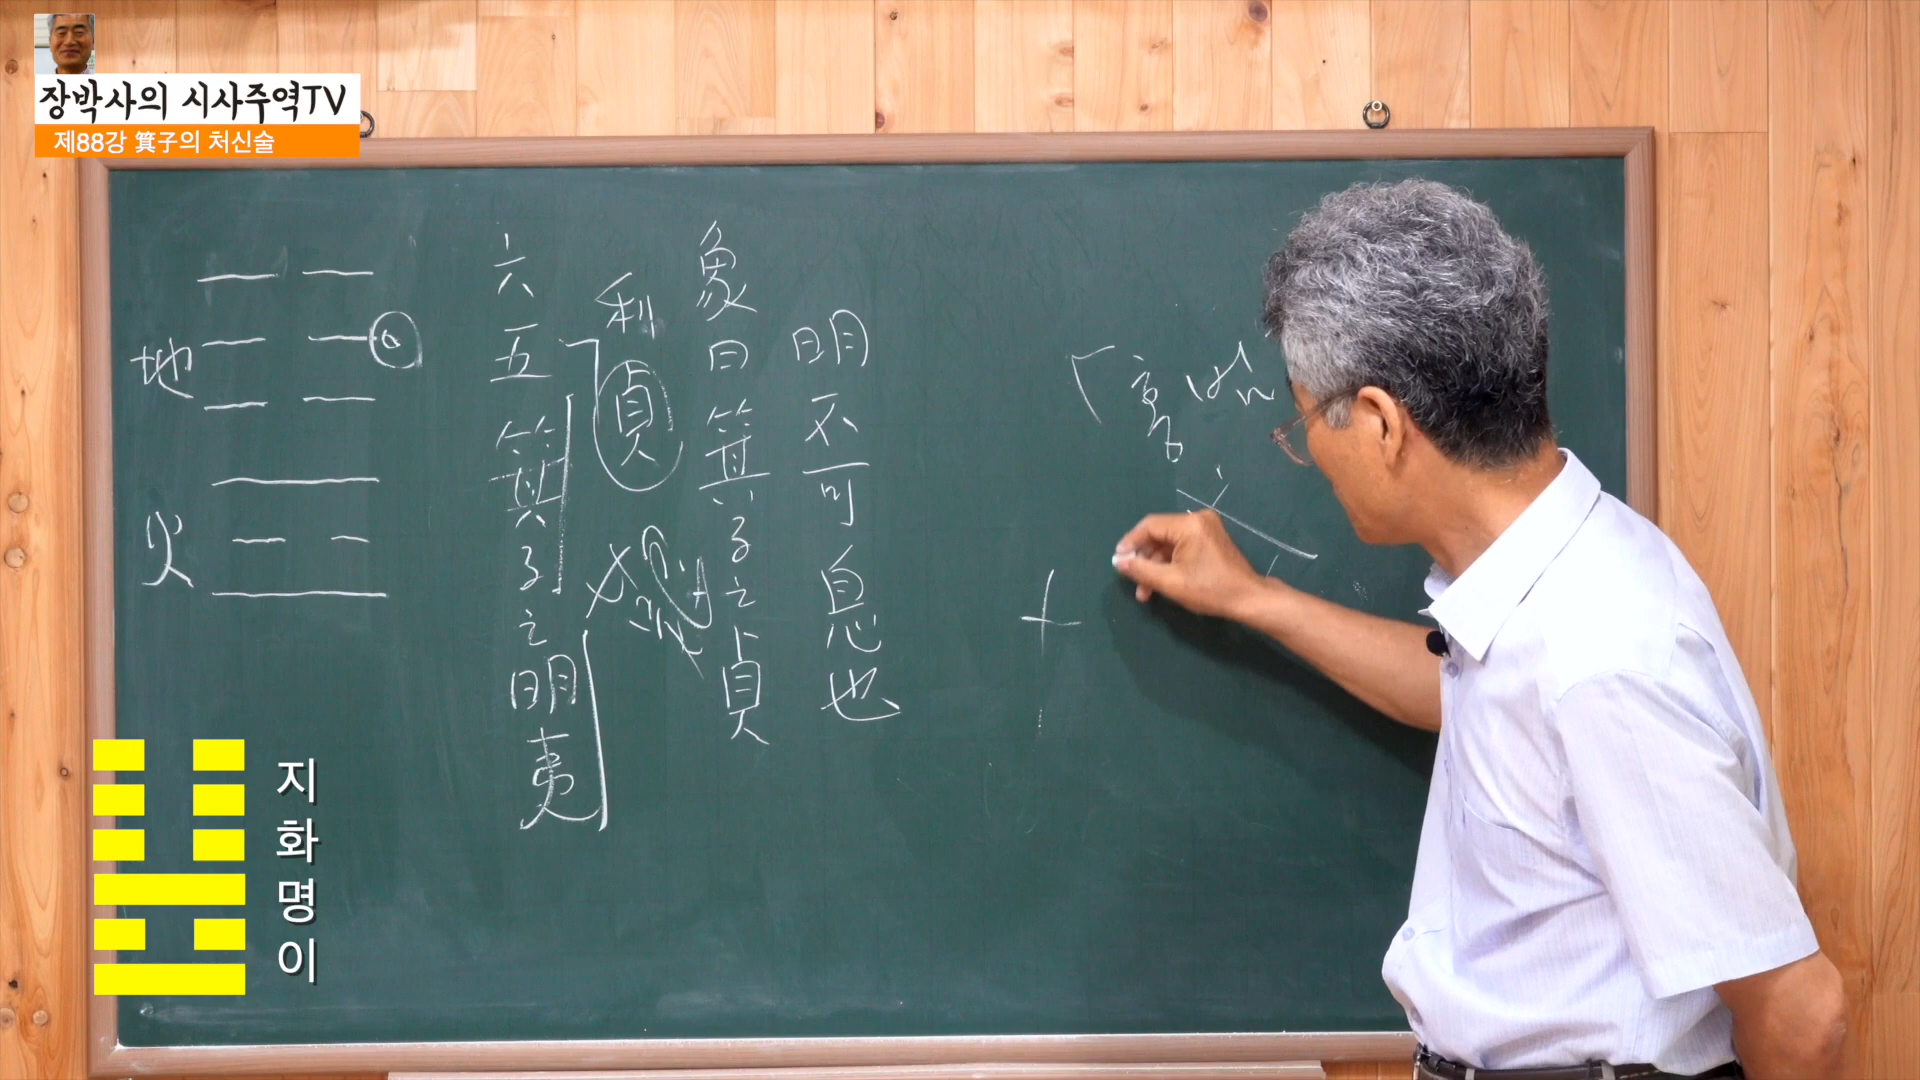 장박사의 시사주역TV
제88강 箕子의 처신술
地
火
六五 箕子之明夷
利貞
象曰 箕子之貞
明不可息也
지화명이